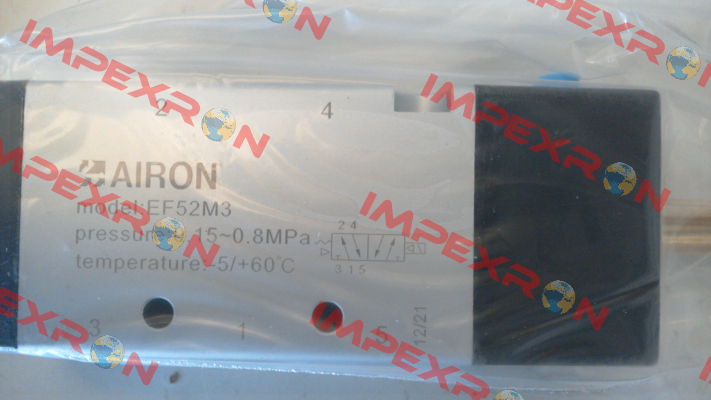 IMPEXRON
IMPEXRON
2 4
IMPEXRON
IMPEXRON
AIRON
model:EF52M3
pressure: 15~0.8MPa
temperature:-5/+60℃
2 4
3 1 5
IMPEXRON
IMPEXRON
3 1 5
12/21